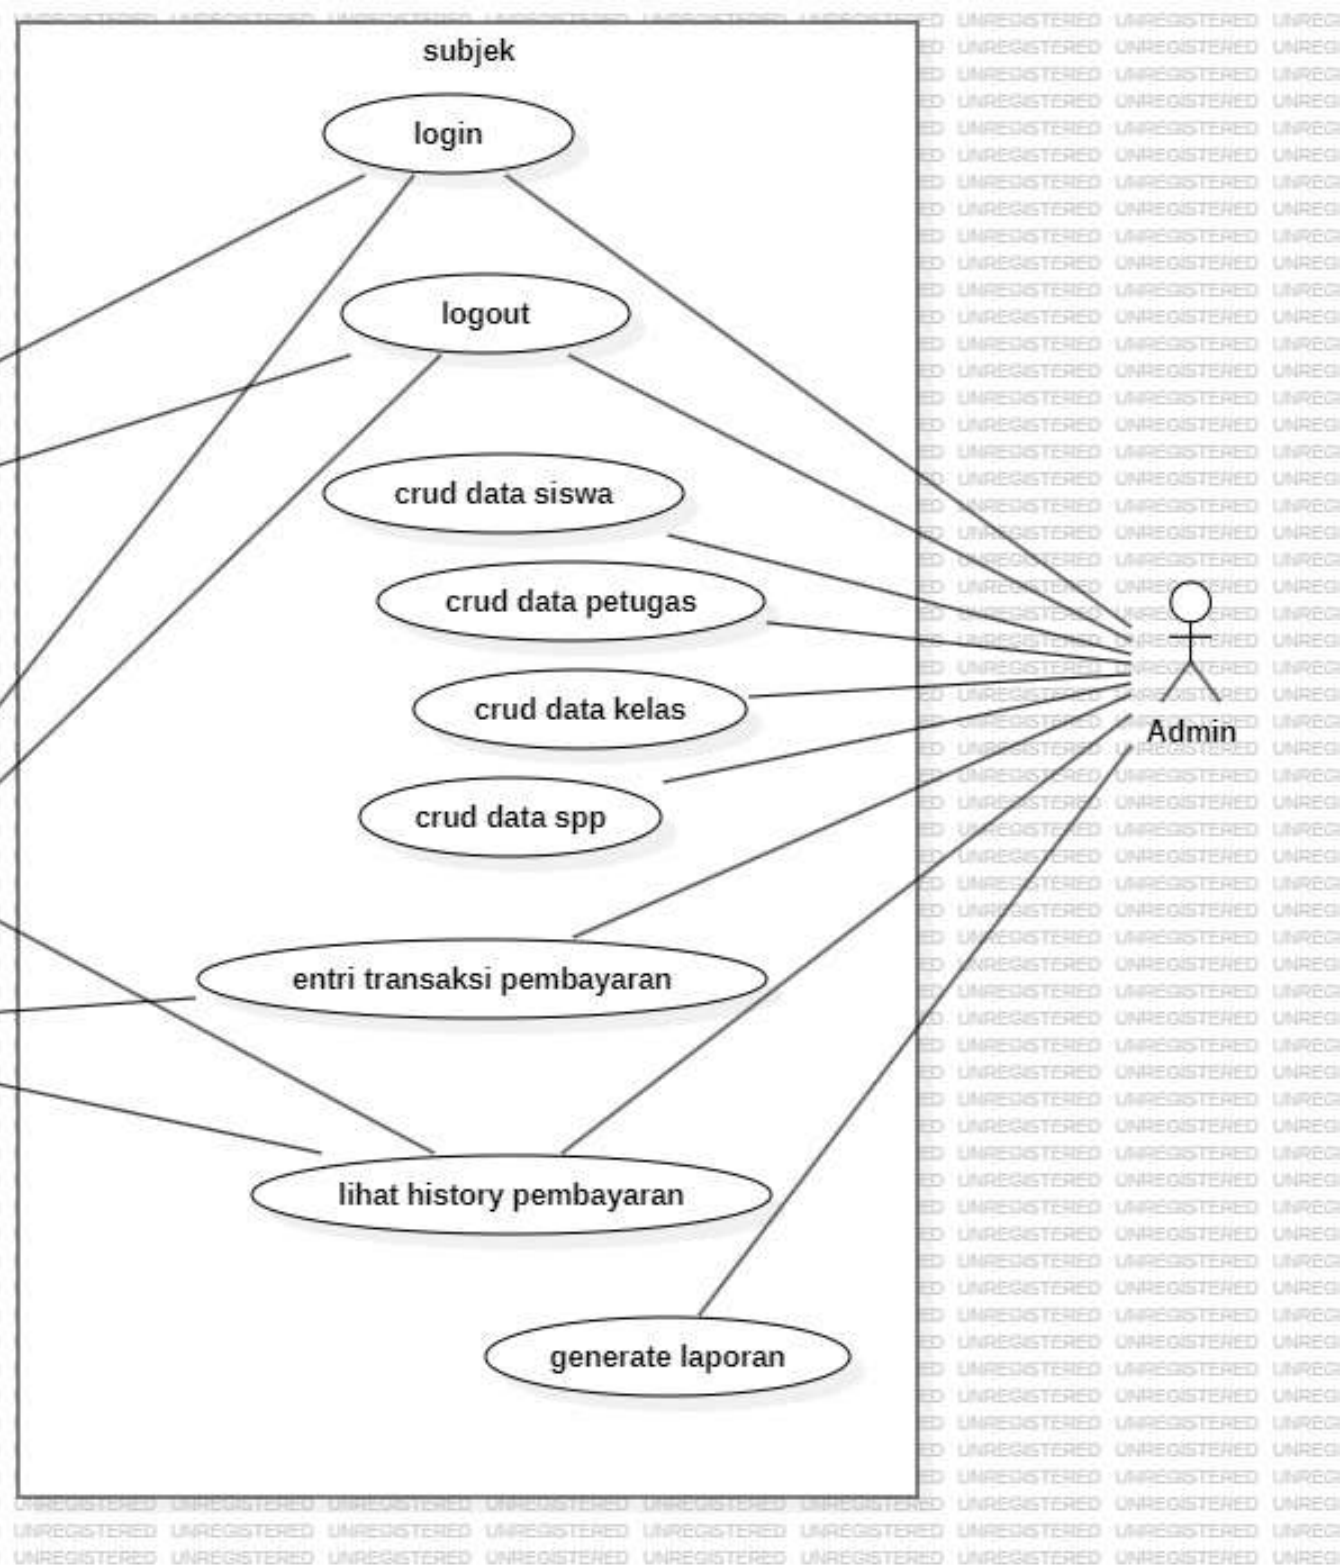 subjek
login
logout
crud data siswa
crud data petugas
crud data kelas
Admin
crud data spp
entri transaksi pembayaran
lihat history pembayaran
generate laporan
UNREGISTERED